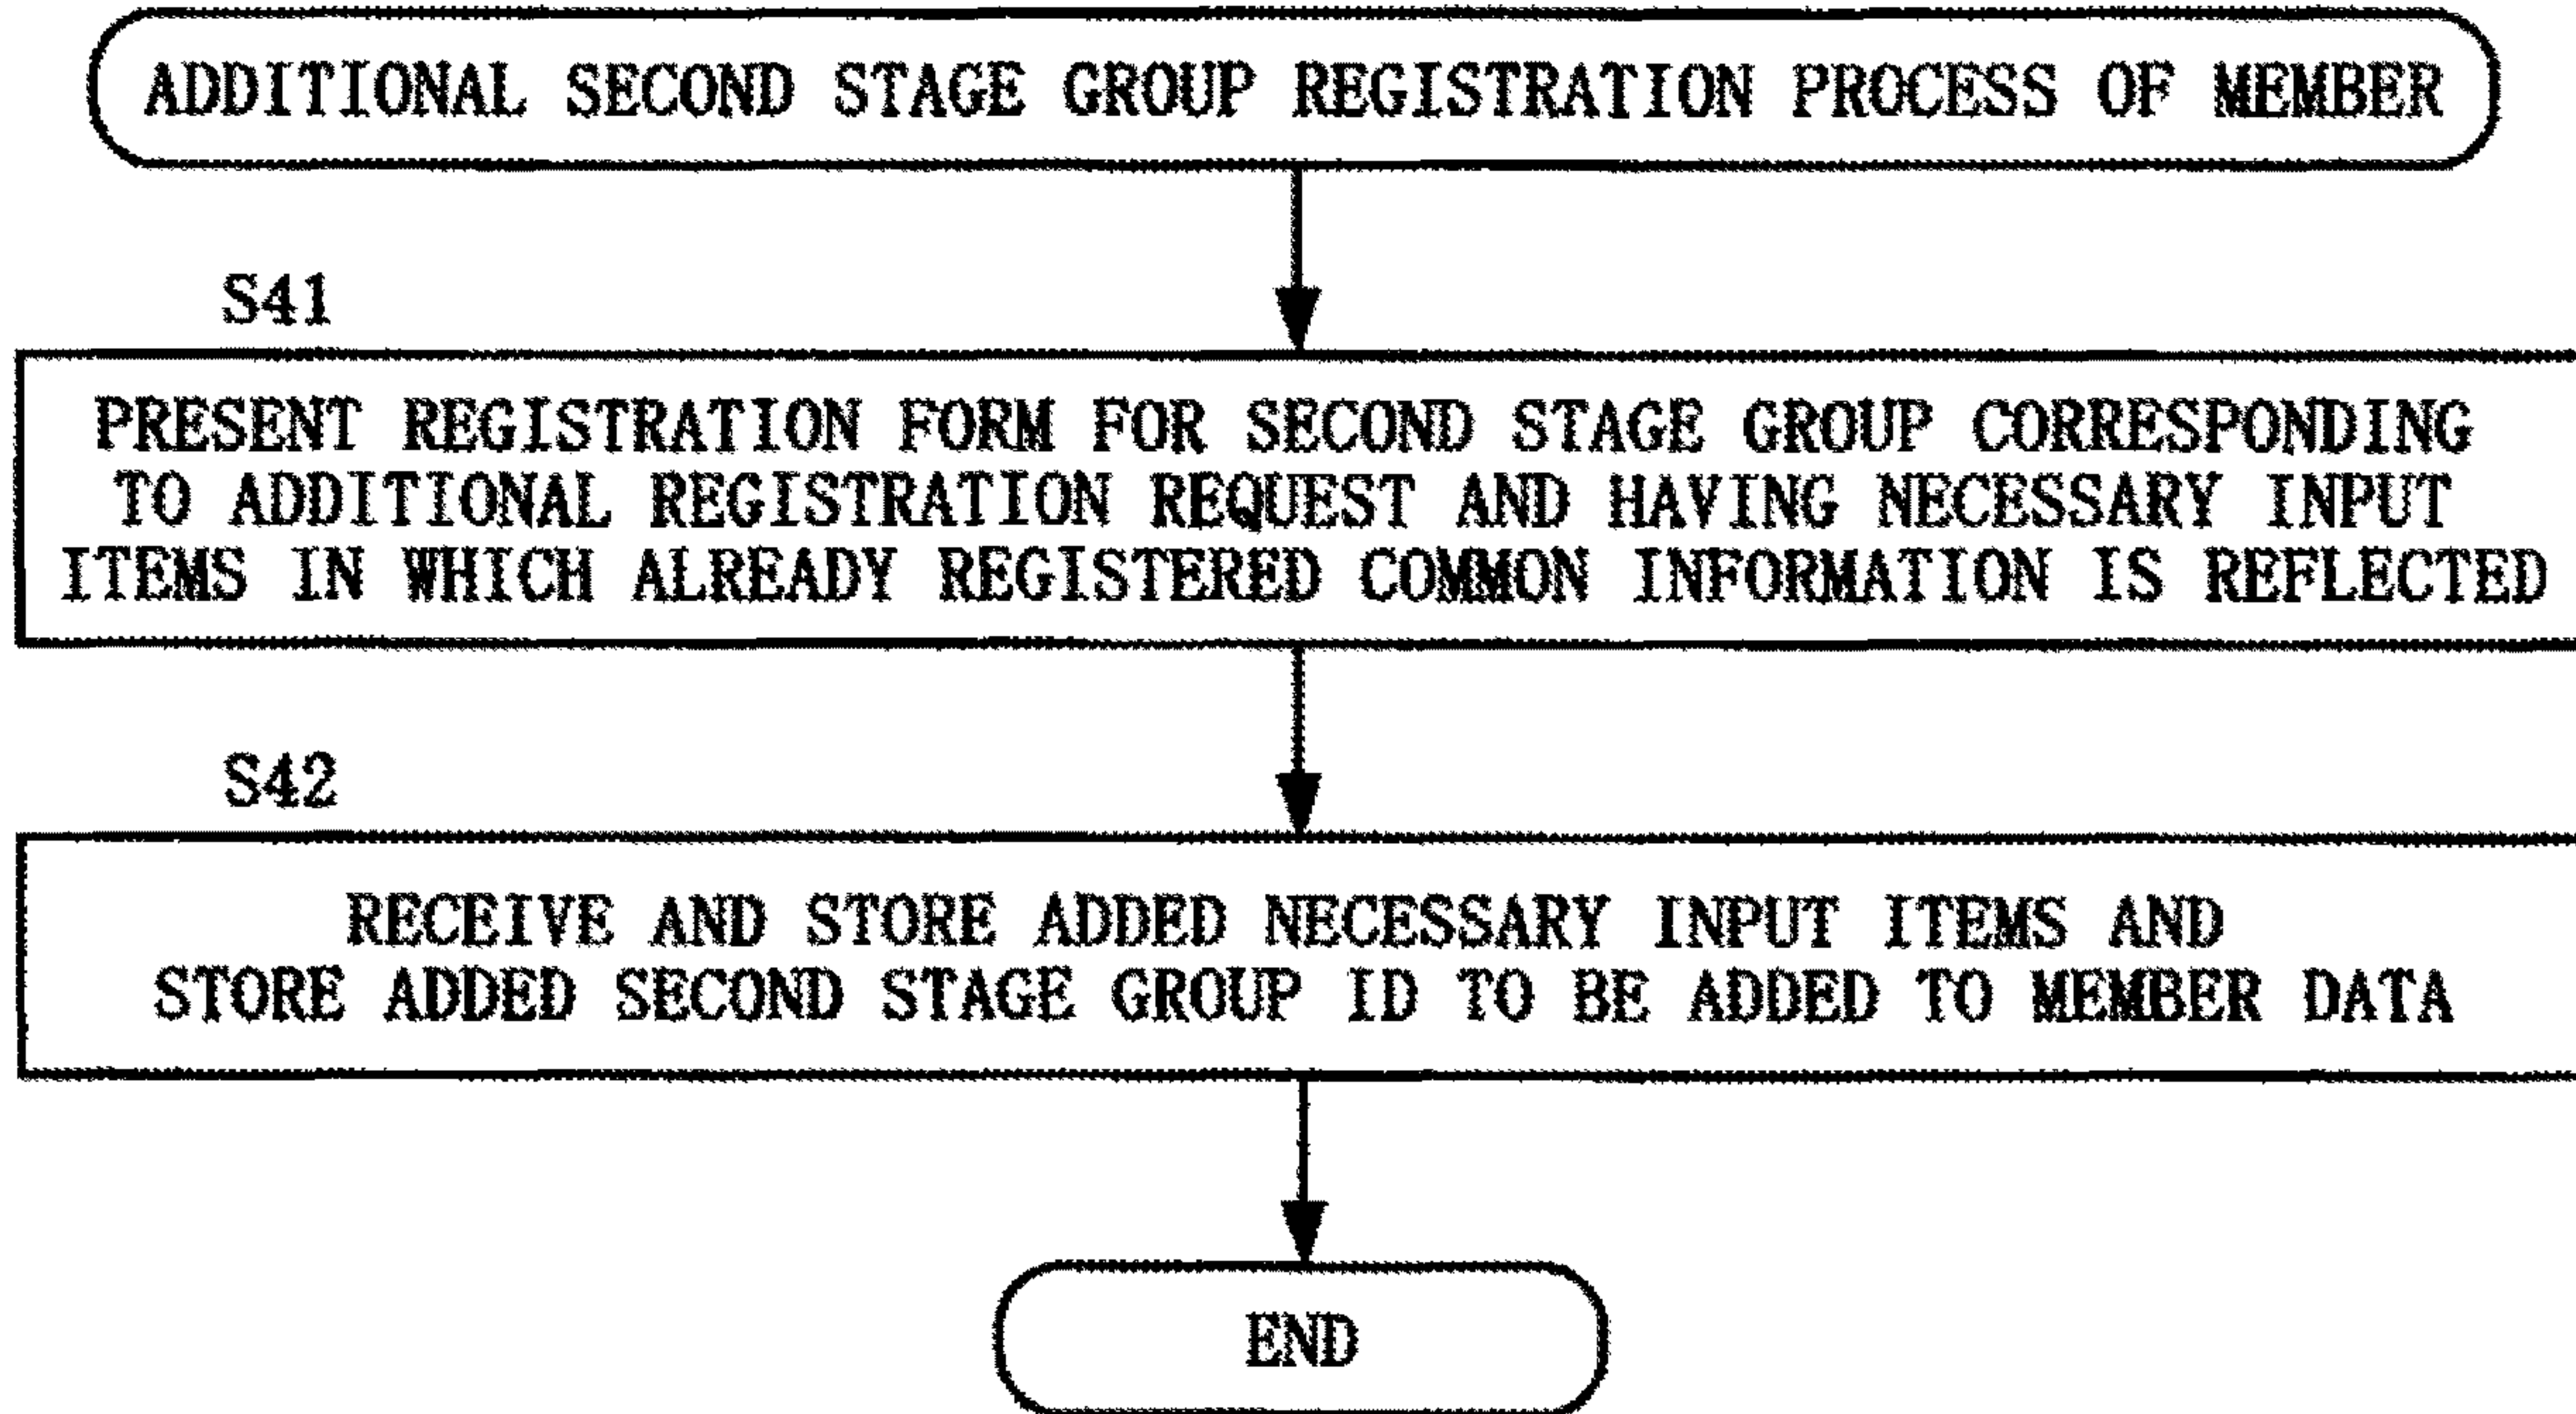 ADDITIONAL SECOND STAGE GROUP REGISTRATION PROCESS OF MEMBER
S41
PRESENT REGISTRATION FORM FOR SECOND STAGE GROUP CORRESPONDING
TO ADDITIONAL REGISTRATION REQUEST AND HAVING NECESSARY INPUT
ITEMS IN WHICH ALREADY REGISTERED COMMON INFORMATION IS REFLECTED
S42
RECEIVE AND STORE ADDED NECESSARY INPUT ITEMS AND
STORE ADDED SECOND STAGE GROUP ID TO BE ADDED TO MEMBER DATA
END